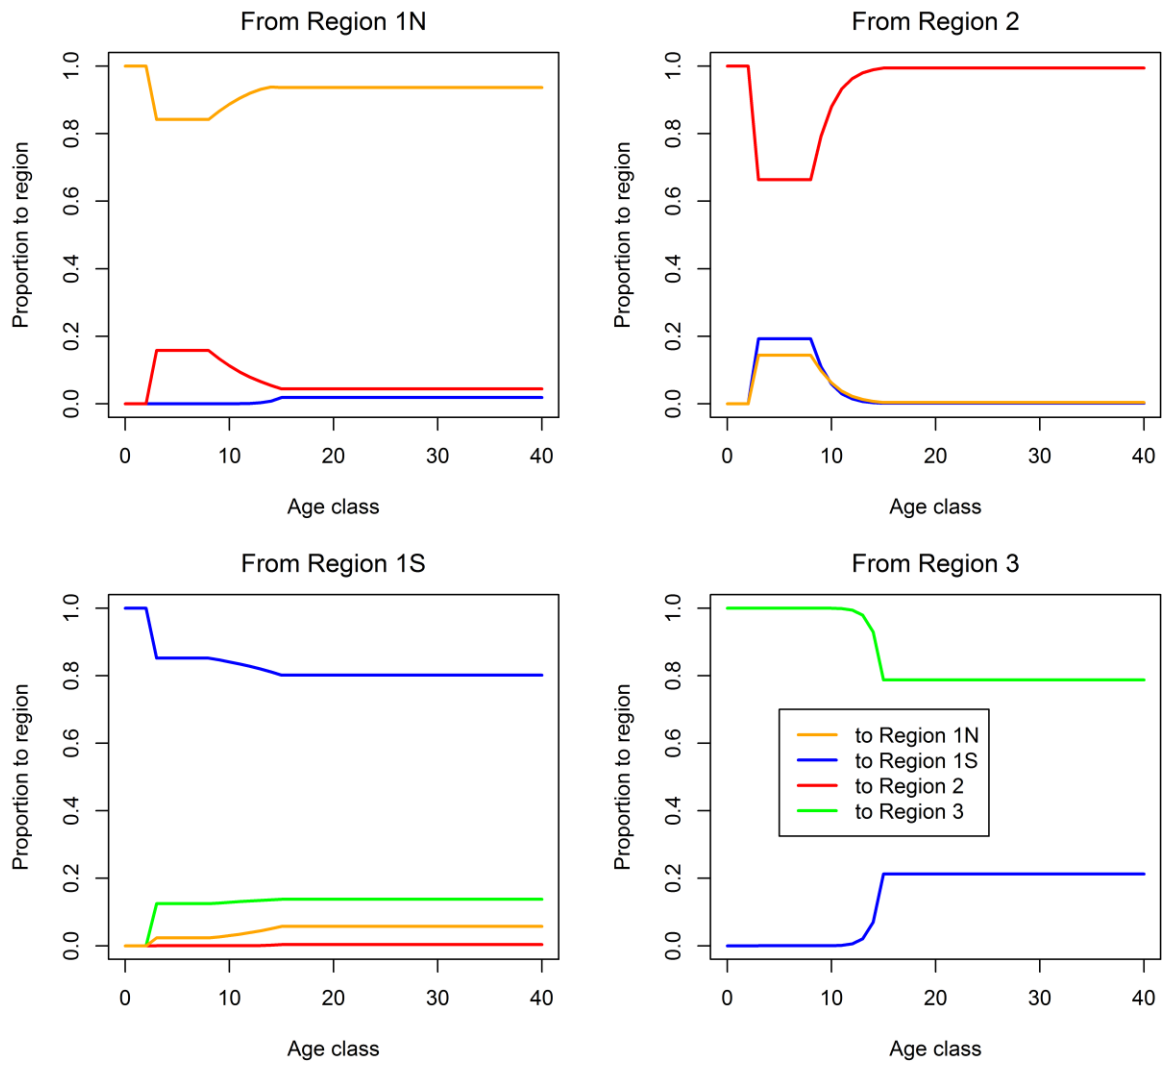 From Region 1N
Proportion to region
0.0 0.2 0.4 0.6 0.8 1.0
0 10 20 30 40
Age class
From Region 2
Proportion to region
0.0 0.2 0.4 0.6 0.8 1.0
0 10 20 30 40
Age class
From Region 1S
Proportion to region
0.0 0.2 0.4 0.6 0.8 1.0
0 10 20 30 40
Age class
From Region 3
Proportion to region
0.0 0.2 0.4 0.6 0.8 1.0
to Region 1N
to Region 1S
to Region 2
to Region 3
0 10 20 30 40
Age class